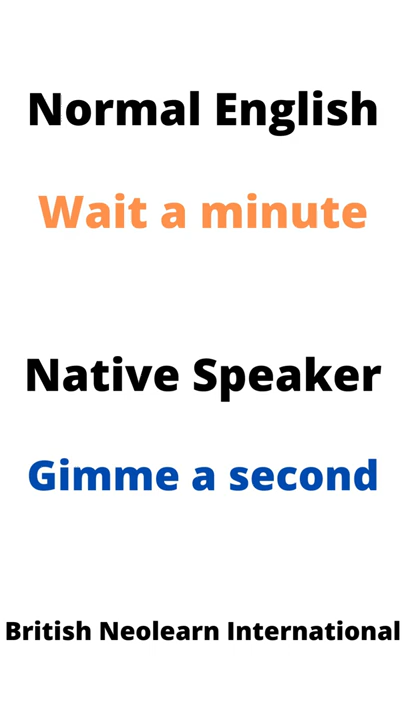 Normal English
Wait a minute
Native Speaker
Gimme a second
British Neolearn International